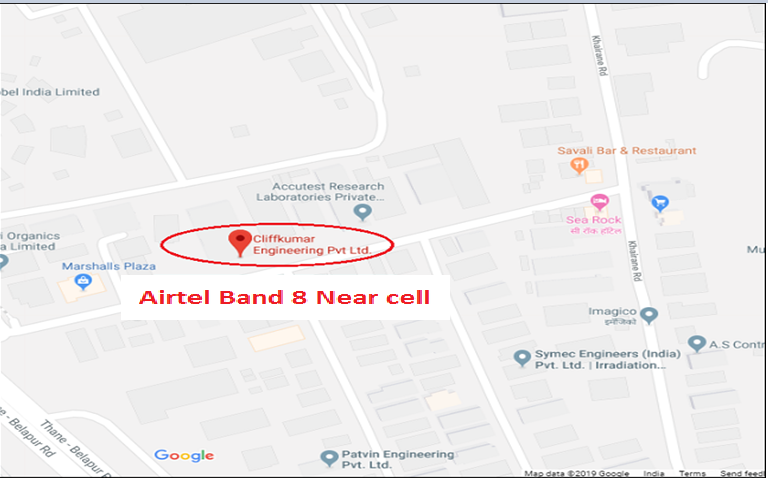 Khairane Rd
bel India Limited
Savali Bar & Restaurant
Accutest Research
Laboratories Private...
Sea Rock
सी रॉक हॉटेल
i Organics
a Limited
Cliffkumar
Engineering Pvt Ltd.
Khairane Rd
Mu
Marshalls Plaza
Airtel Band 8 Near cell
Imagico
इमॅजिको
A.S Contr
Symec Engineers (India)
Pvt. Ltd. | Irradiation...
Thane - Belapur Rd
e - Belapur Rd
Google
Patvin Engineering
Pvt. Ltd.
Map data ©2019 Google India Terms Send feed